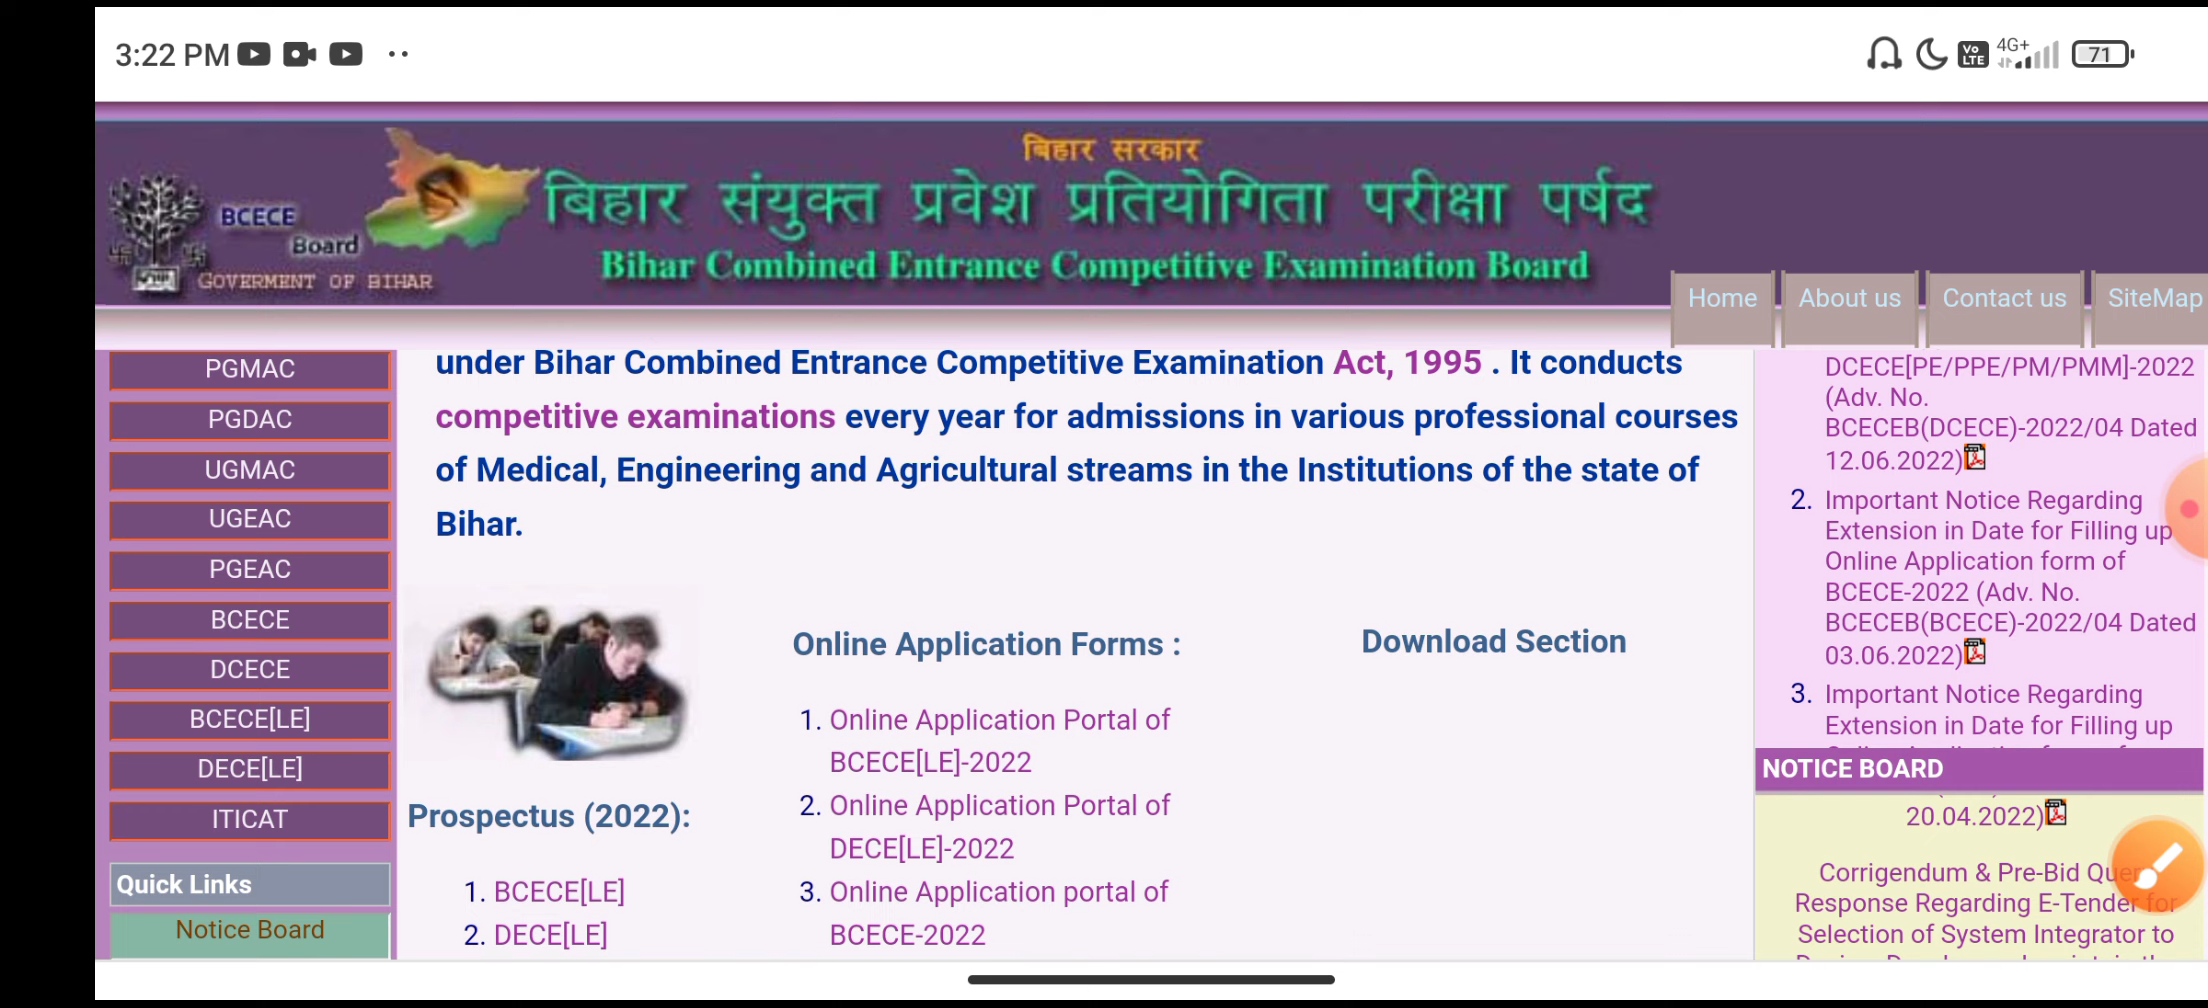 3:22 PM
4G+
Vo
LTE
71
बिहार सरकार
बिहार संयुक्त प्रवेश प्रतियोगिता परीक्षा पर्षद
BCECE
Board
GOVERMENT OF BIHAR
Bihar Combined Entrance Competitive Examination Board
Home
About us
Contact us
SiteMap
PGMAC
PGDAC
UGMAC
UGEAC
PGEAC
BCECE
DCECE
BCECE[LE]
DECE[LE]
ITICAT
Quick Links
Notice Board
under Bihar Combined Entrance Competitive Examination Act, 1995 . It conducts
competitive examinations every year for admissions in various professional courses
of Medical, Engineering and Agricultural streams in the Institutions of the state of
Bihar.
Prospectus (2022):
1. BCECE[LE]
2. DECE[LE]
Online Application Forms :
1. Online Application Portal of
BCECE[LE]-2022
2. Online Application Portal of
DECE[LE]-2022
3. Online Application portal of
BCECE-2022
Download Section
DCECE[PE/PPE/PM/PMM]-2022
(Adv. No.
BCECEB(DCECE)-2022/04 Dated
12.06.2022)
2. Important Notice Regarding
Extension in Date for Filling up
Online Application form of
BCECE-2022 (Adv. No.
BCECEB(BCECE)-2022/04 Dated
03.06.2022)
3. Important Notice Regarding
Extension in Date for Filling up
NOTICE BOARD
20.04.2022)
Corrigendum & Pre-Bid
Response Regarding E-Tender for
Selection of System Integrator to